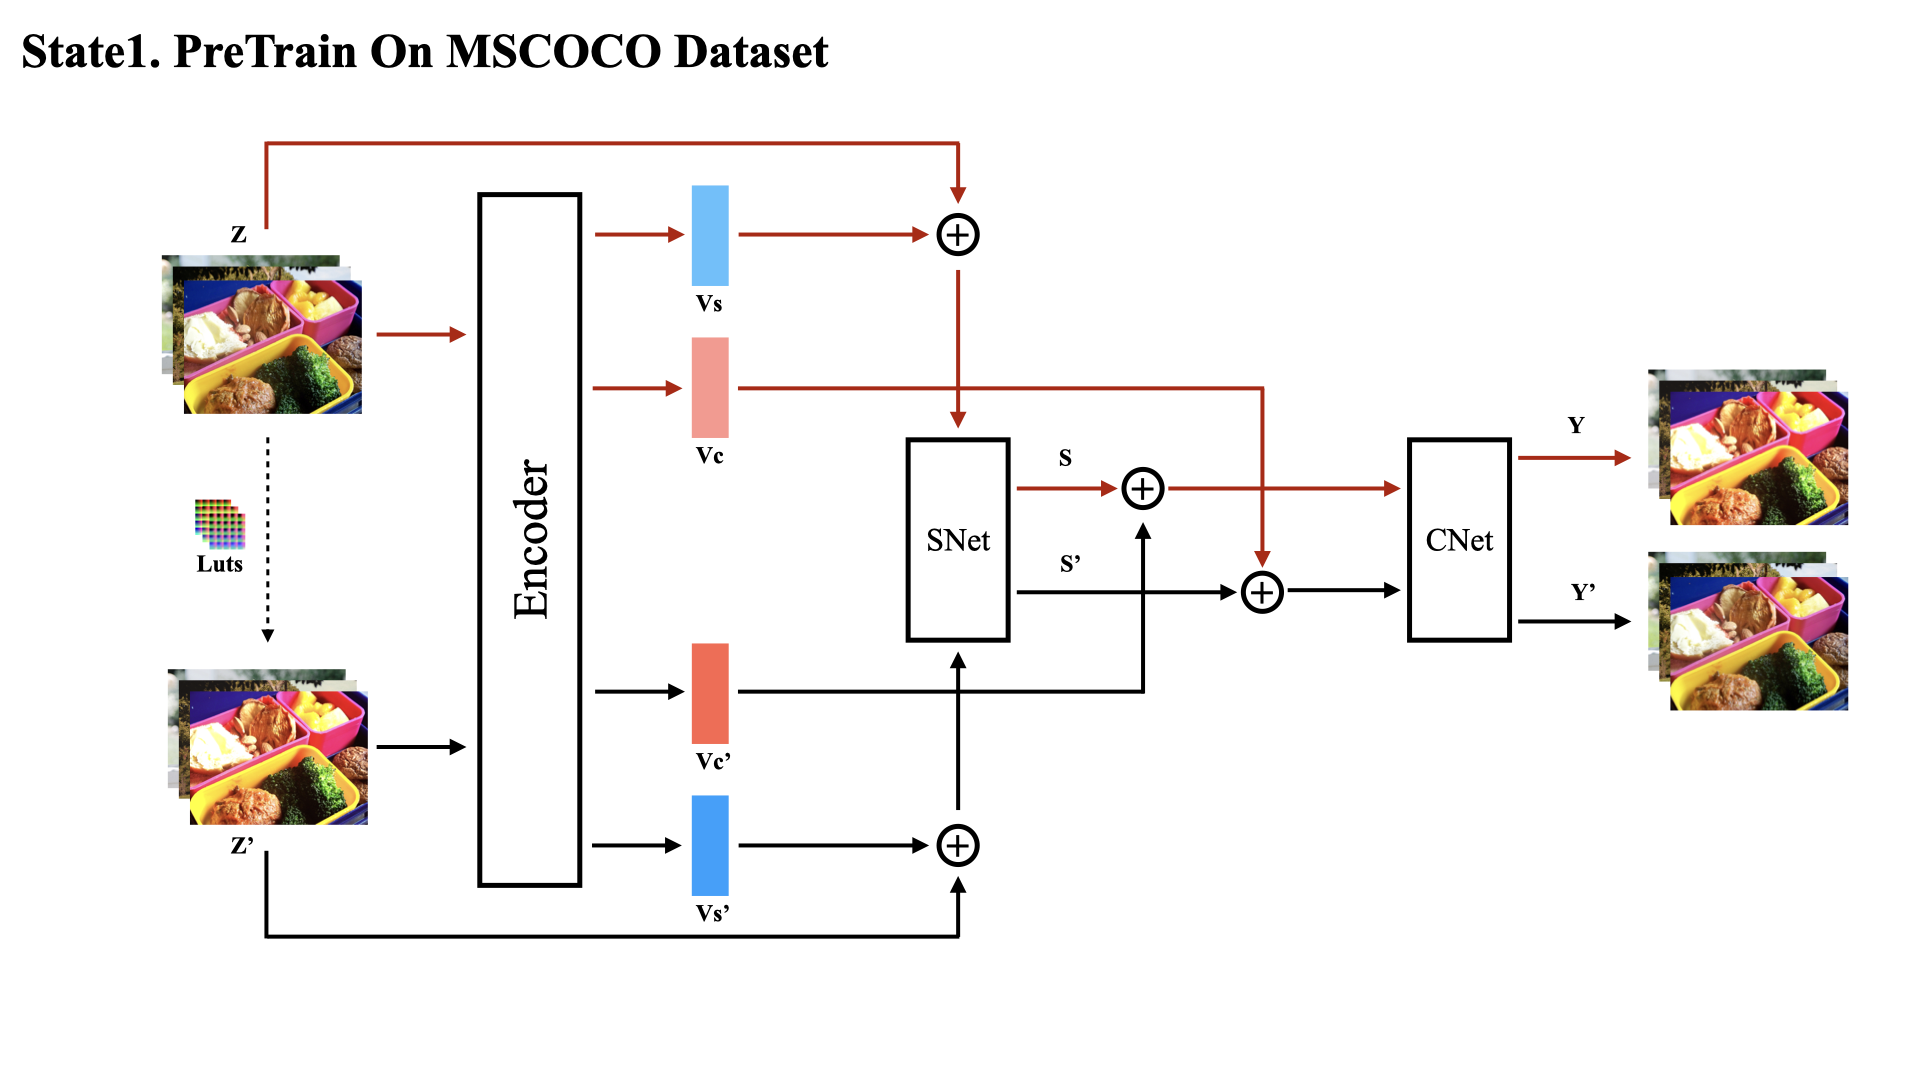 State1. PreTrain On MSCOCO Dataset
Z
Vs
Vc
S
Y
Encoder
SNet
CNet
Luts
S’
Y’
Vc’
Z’
Vs’